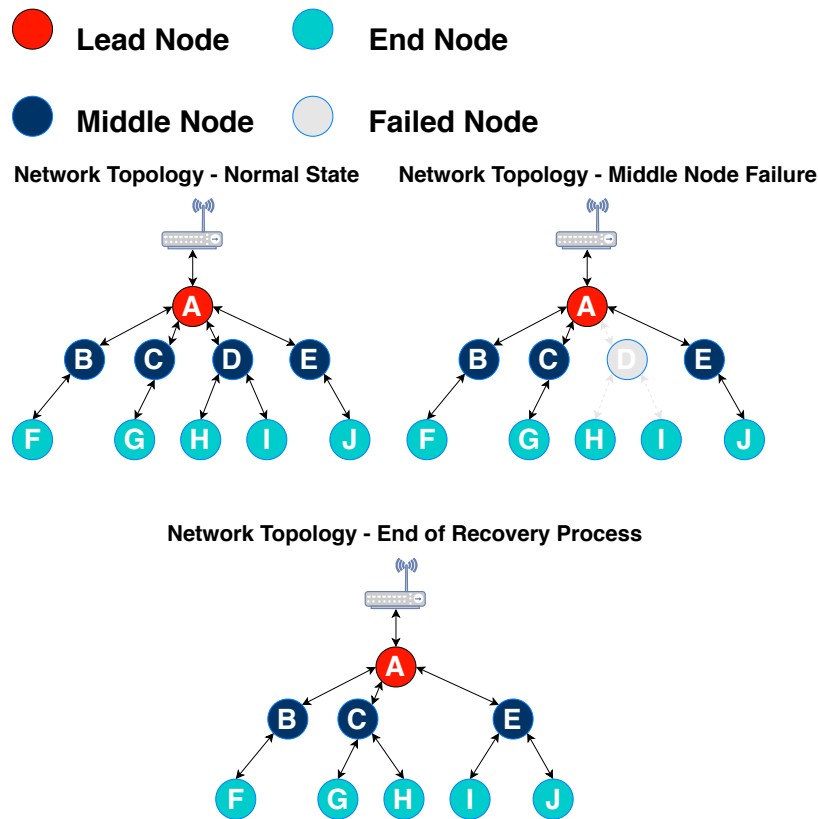 Lead Node
End Node
Middle Node
Failed Node
Network Topology - Normal State
A
B C D E
F G H I J
Network Topology - Middle Node Failure
A
B C D E
F G H I J
Network Topology - End of Recovery Process
A
B C E
F G H I J